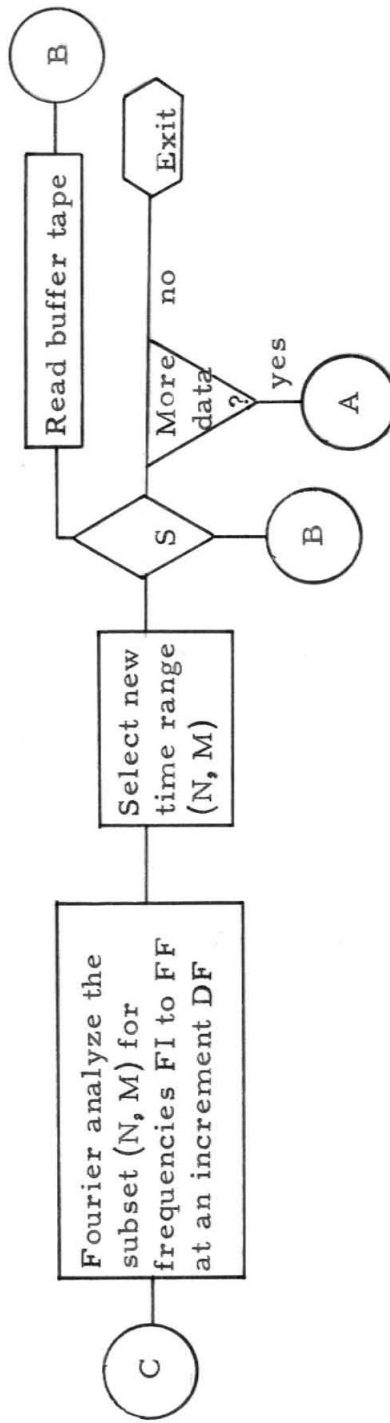 C
Fourier analyze the
subset (N, M) for
frequencies FI to FF
at an increment DF
Select new
time range
(N, M)
S
Read buffer tape
B
B
More
data
?
no
Exit
yes
A